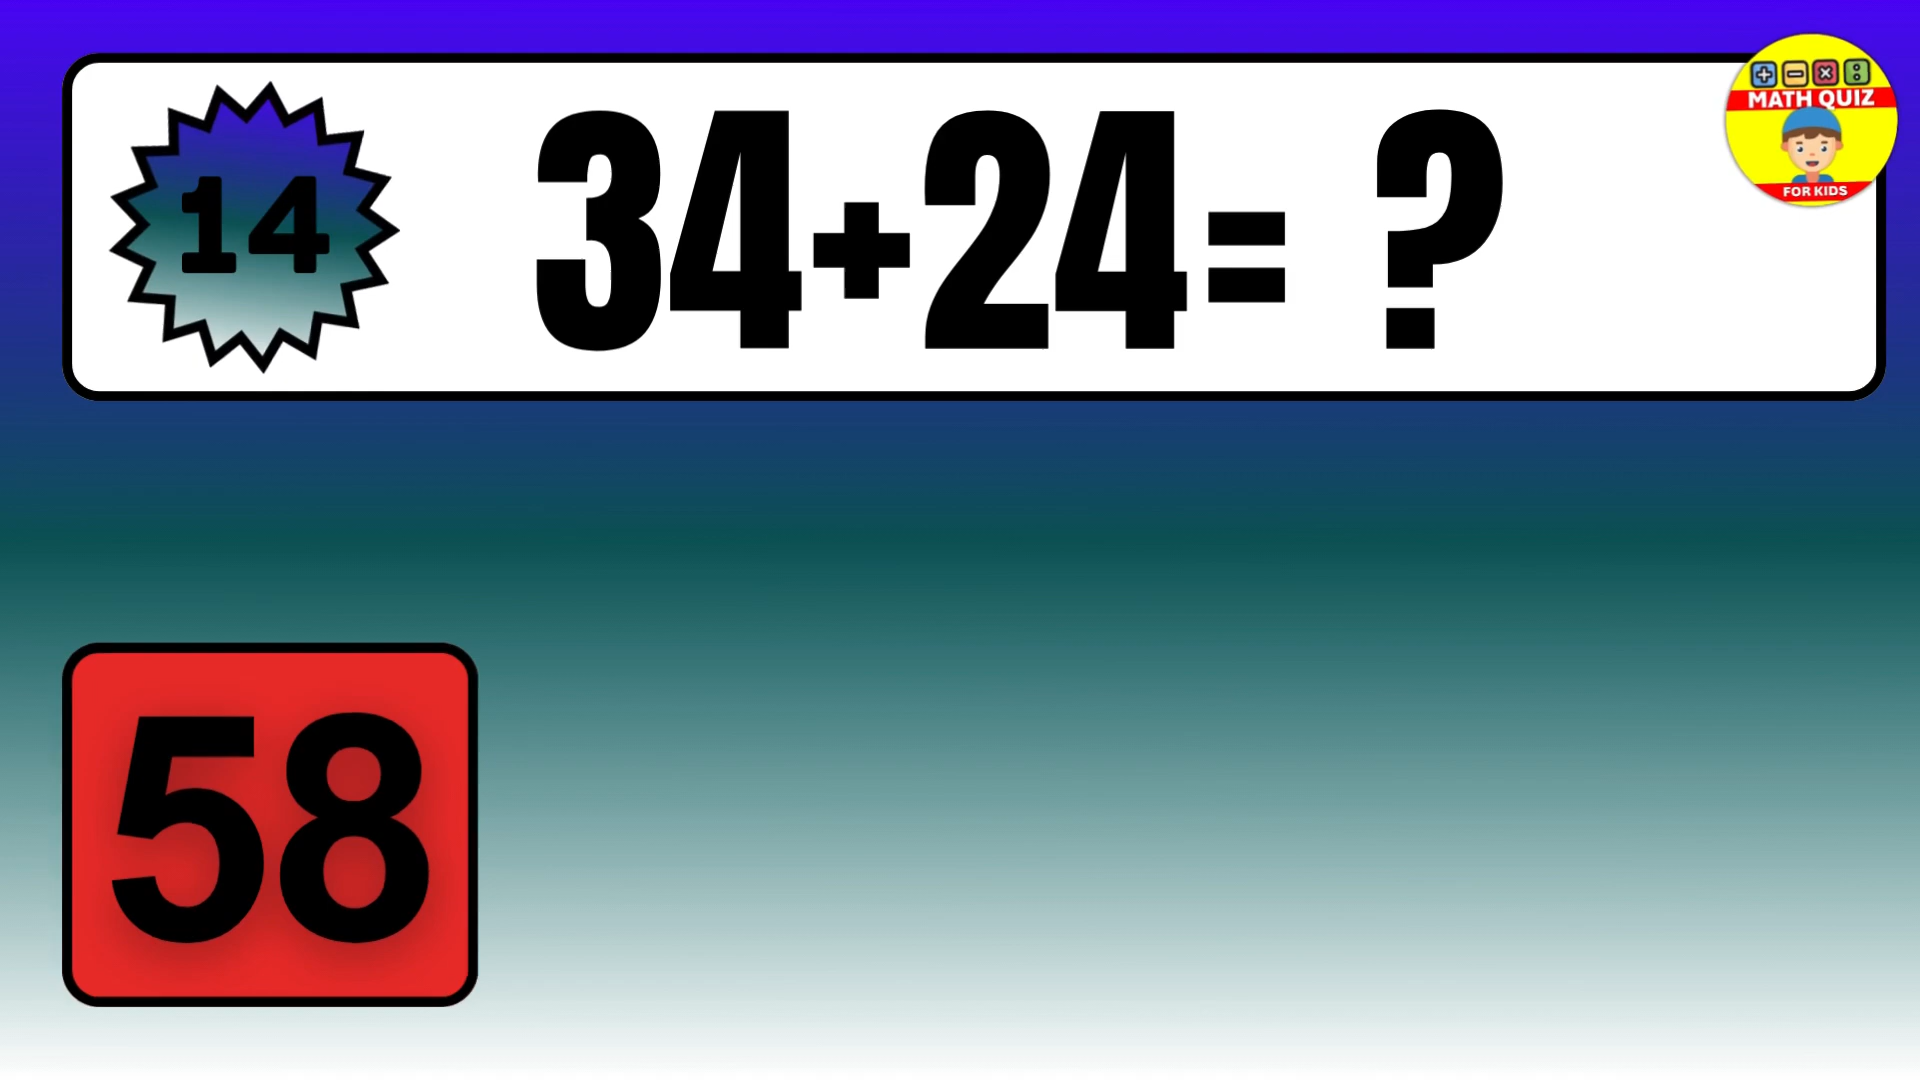 14
34+24= ?
+ - × :
MATH QUIZ
FOR KIDS
58